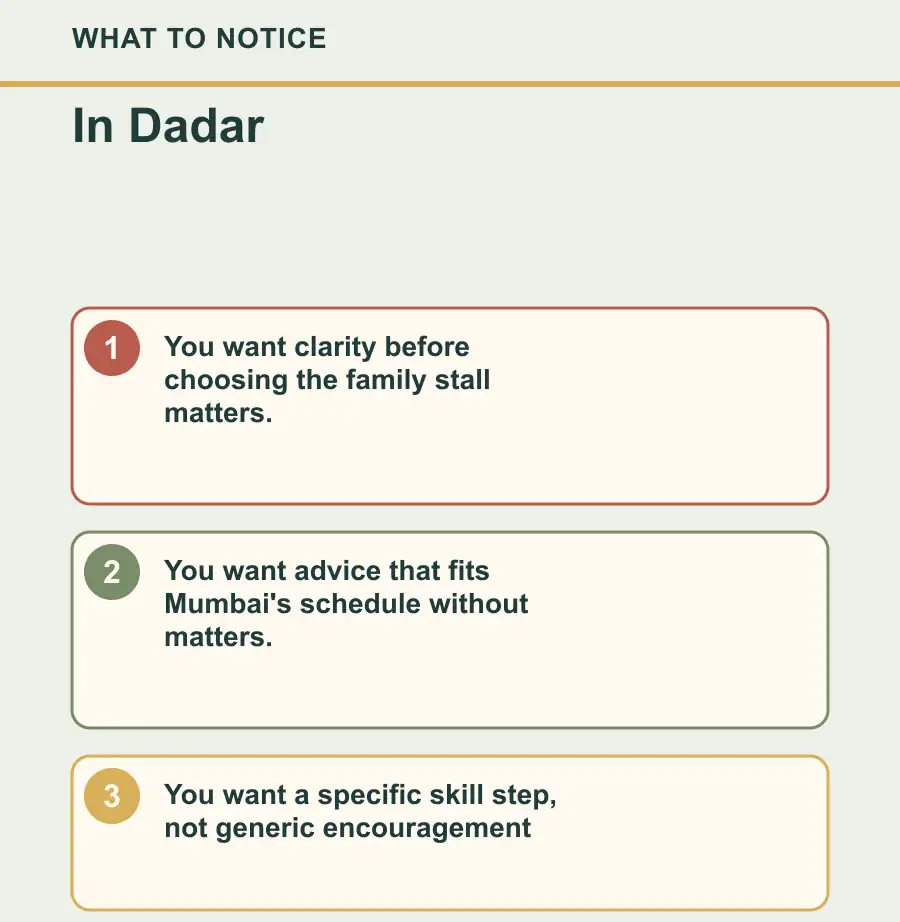 WHAT TO NOTICE
In Dadar
1
You want clarity before
choosing the family stall
matters.
2
You want advice that fits
Mumbai's schedule without
matters.
3
You want a specific skill step,
not generic encouragement